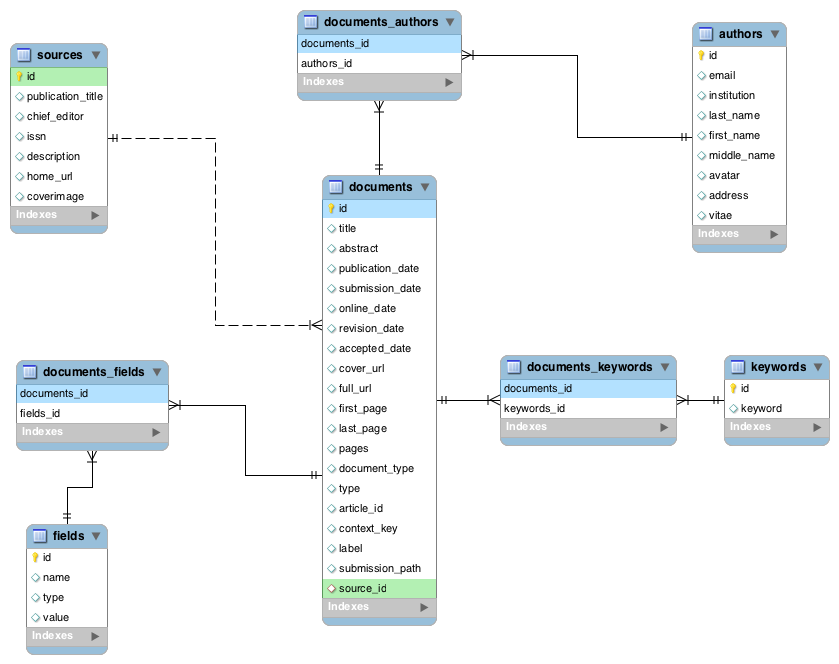 documents_authors
documents_id
authors_id
Indexes
authors
id
email
institution
last_name
first_name
middle_name
avatar
address
vitae
Indexes
sources
id
publication_title
chief_editor
issn
description
home_url
coverimage
Indexes
documents
id
title
abstract
publication_date
submission_date
online_date
revision_date
accepted_date
cover_url
full_url
first_page
last_page
pages
document_type
type
article_id
context_key
label
submission_path
source_id
Indexes
documents_fields
documents_id
fields_id
Indexes
documents_keywords
documents_id
keywords_id
Indexes
keywords
id
keyword
Indexes
fields
id
name
type
value
Indexes